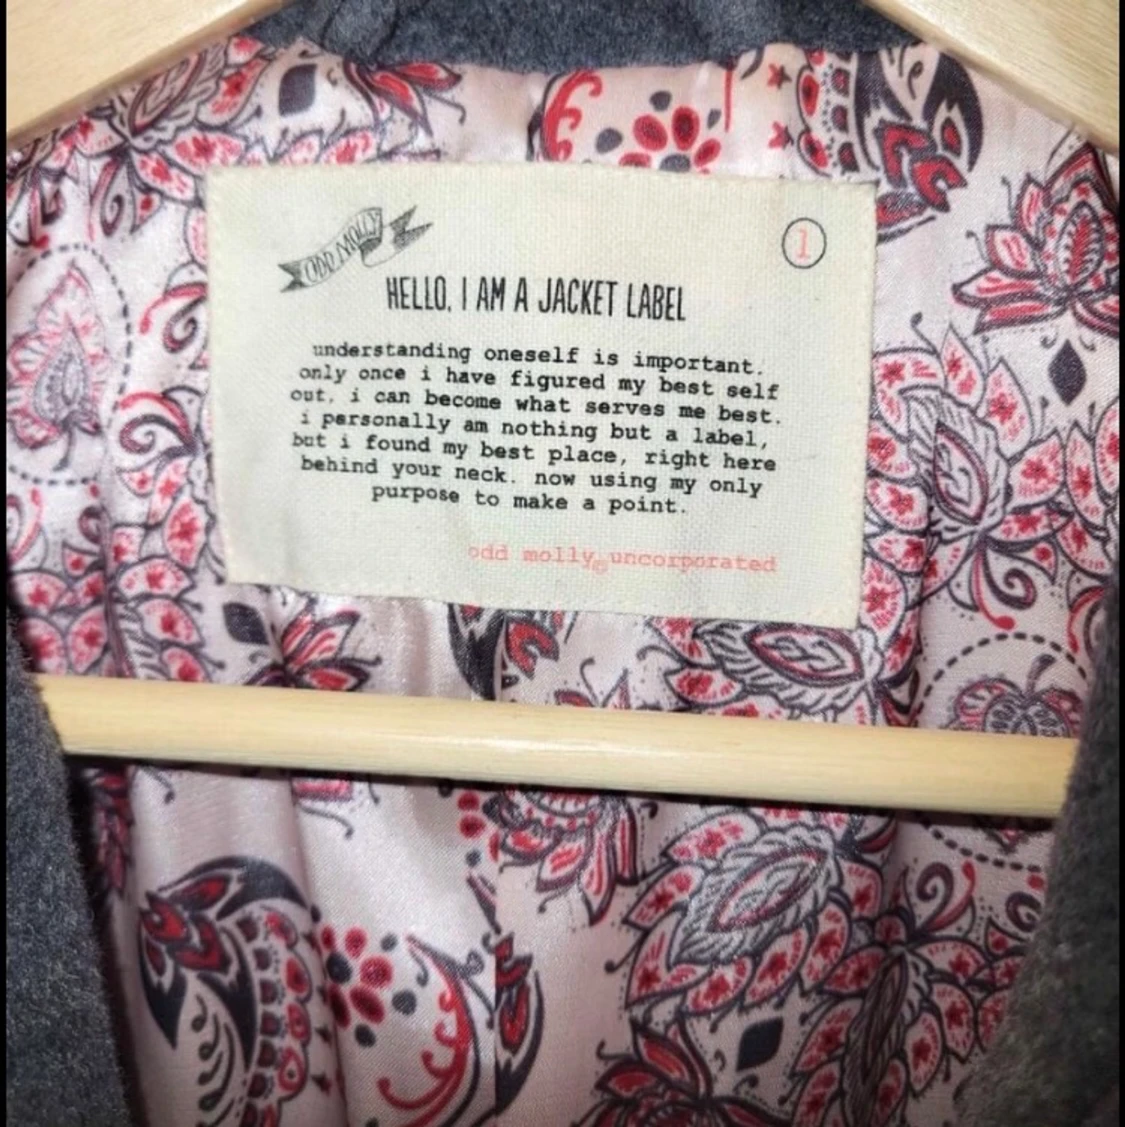 ODD MOLLY
1
HELLO, I AM A JACKET LABEL
understanding oneself is important.
only once i have figured my best self
out, i can become what serves me best.
i personally am nothing but a label,
but i found my best place, right here
behind your neck. now using my only
purpose to make a point.
odd molly©uncorporated